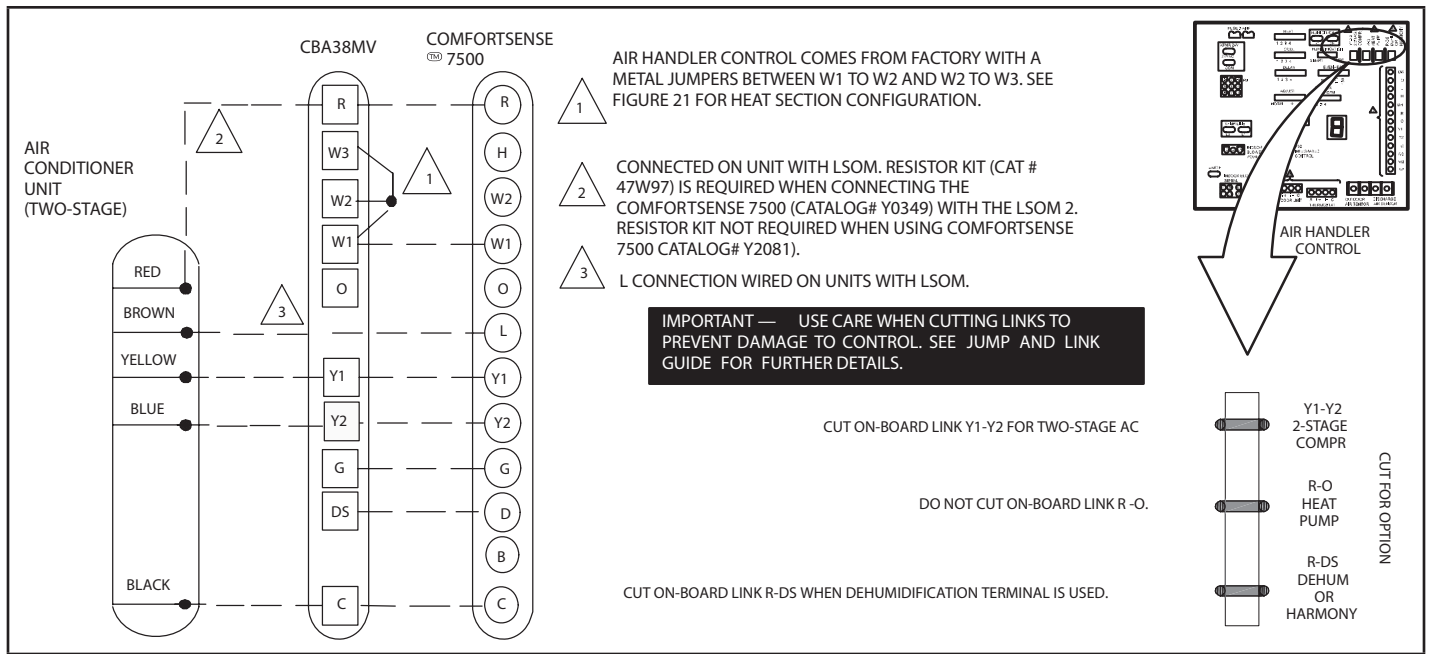 CBA38MV
COMFORTSENSE
™ 7500
AIR
CONDITIONER
UNIT
(TWO-STAGE)
RED
BROWN
YELLOW
BLUE
BLACK
2
1
3
R
W3
W2
W1
O
Y1
Y2
G
DS
C
R
H
W2
W1
O
L
Y1
Y2
G
D
B
C
1
AIR HANDLER CONTROL COMES FROM FACTORY WITH A
METAL JUMPERS BETWEEN W1 TO W2 AND W2 TO W3. SEE
FIGURE 21 FOR HEAT SECTION CONFIGURATION.
2
CONNECTED ON UNIT WITH LSOM. RESISTOR KIT (CAT #
47W97) IS REQUIRED WHEN CONNECTING THE
COMFORTSENSE 7500 (CATALOG# Y0349) WITH THE LSOM 2.
RESISTOR KIT NOT REQUIRED WHEN USING COMFORTSENSE
7500 CATALOG# Y2081).
3
L CONNECTION WIRED ON UNITS WITH LSOM.
IMPORTANT — USE CARE WHEN CUTTING LINKS TO
PREVENT DAMAGE TO CONTROL. SEE JUMP AND LINK
GUIDE FOR FURTHER DETAILS.
AIR HANDLER
CONTROL
CUT ON-BOARD LINK Y1-Y2 FOR TWO-STAGE AC
DO NOT CUT ON-BOARD LINK R -O.
CUT ON-BOARD LINK R-DS WHEN DEHUMIDIFICATION TERMINAL IS USED.
Y1-Y2
2-STAGE
COMPR
R-O
HEAT
PUMP
R-DS
DEHUM
OR
HARMONY
CUT FOR OPTION